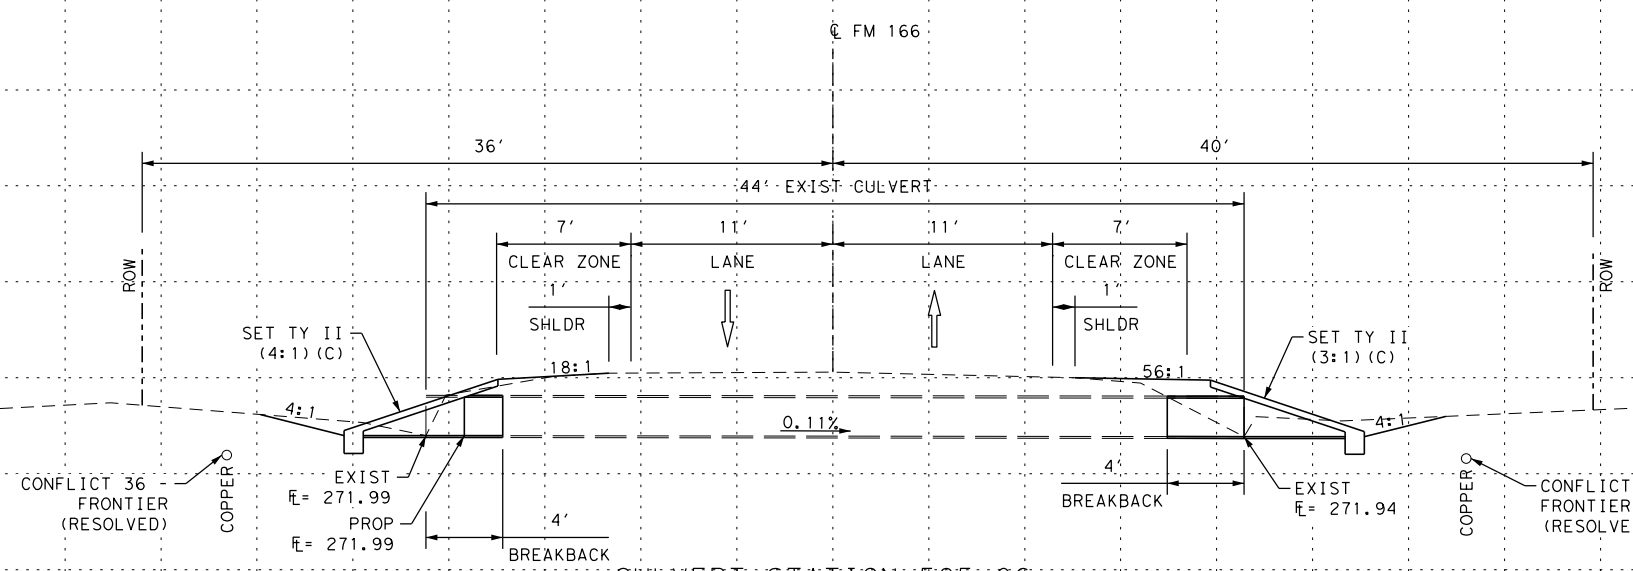 ℄ FM 166
36'
40'
44' EXIST CULVERT
7'
11'
11'
7'
CLEAR ZONE
LANE
LANE
CLEAR ZONE
ROW
ROW
1'
SHLDR
1'
SHLDR
SET TY II
(4:1)(C)
SET TY II
(3:1)(C)
18:1
56:1
4:1
4:1
0.11%
EXIST
FL= 271.99
PROP
FL= 271.99
4'
BREAKBACK
4'
BREAKBACK
EXIST
FL= 271.94
CONFLICT 36 -
FRONTIER
(RESOLVED)
COPPER
COPPER
CONFLICT
FRONTIER
(RESOLVE